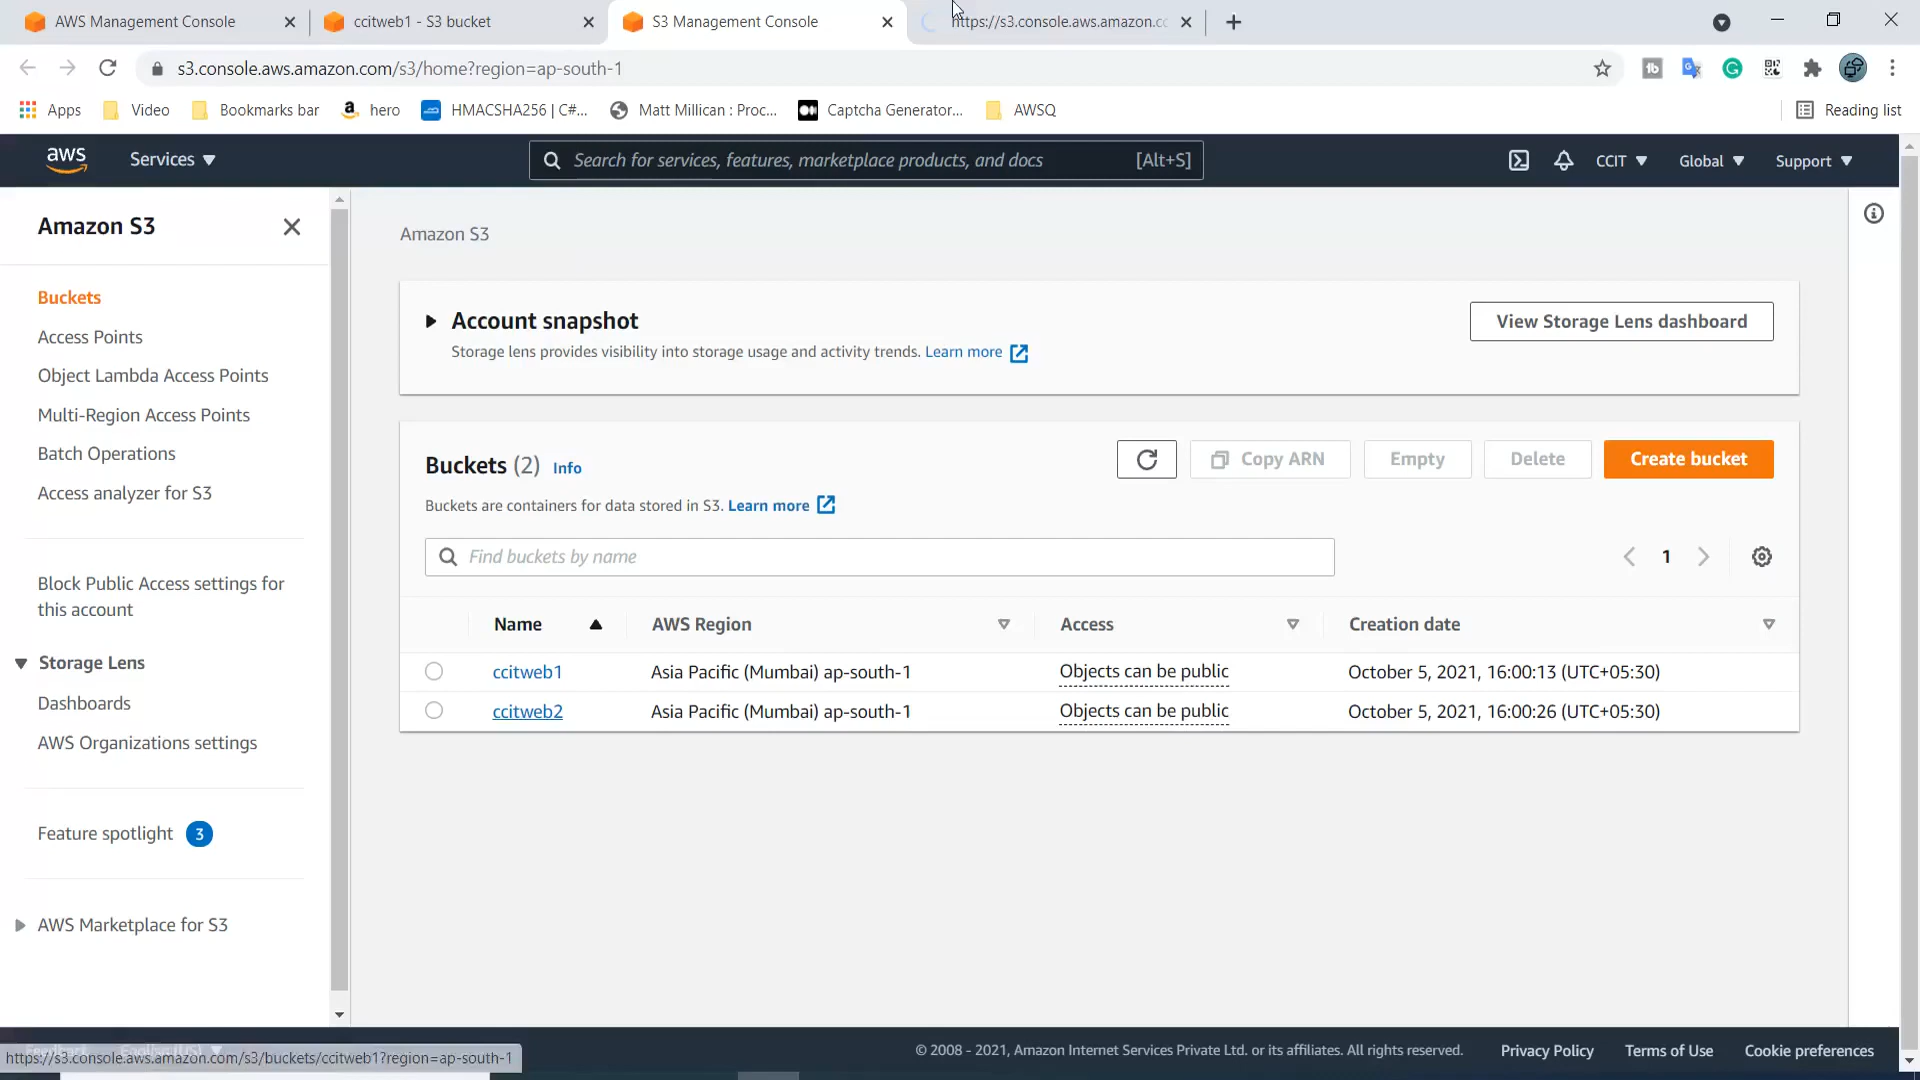 AWS Management Console
ccitweb1 - S3 bucket
S3 Management Console
https://s3.console.aws.amazon.cc
s3.console.aws.amazon.com/s3/home?region=ap-south-1
Apps
Video
Bookmarks bar
hero
HMACSHA256 | C#...
Matt Millican : Proc...
Captcha Generator...
AWSQ
Reading list
aws
Services
Search for services, features, marketplace products, and docs
[Alt+S]
CCIT
Global
Support
Amazon S3
Buckets
Access Points
Object Lambda Access Points
Multi-Region Access Points
Batch Operations
Access analyzer for S3
Block Public Access settings for
this account
Storage Lens
Dashboards
AWS Organizations settings
Feature spotlight 3
AWS Marketplace for S3
Amazon S3
Account snapshot
View Storage Lens dashboard
Storage lens provides visibility into storage usage and activity trends. Learn more
Buckets (2) Info
Copy ARN
Empty
Delete
Create bucket
Buckets are containers for data stored in S3. Learn more
Find buckets by name
1
Name AWS Region Access Creation date
ccitweb1 Asia Pacific (Mumbai) ap-south-1 Objects can be public October 5, 2021, 16:00:13 (UTC+05:30)
ccitweb2 Asia Pacific (Mumbai) ap-south-1 Objects can be public October 5, 2021, 16:00:26 (UTC+05:30)
https://s3.console.aws.amazon.com/s3/buckets/ccitweb1?region=ap-south-1
© 2008 - 2021, Amazon Internet Services Private Ltd. or its affiliates. All rights reserved.
Privacy Policy
Terms of Use
Cookie preferences